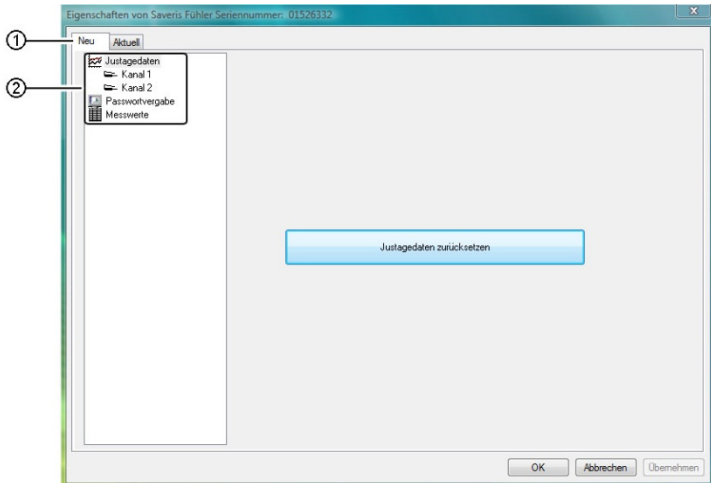 Eigenschaften von Saveris Fühler Seriennummer: 01526332
x
1
Neu Aktuell
Justagedaten
Kanal 1
2
Kanal 2
Passwortvergabe
Messwerte
Justagedaten zurücksetzen
OK Abbrechen Übernehmen